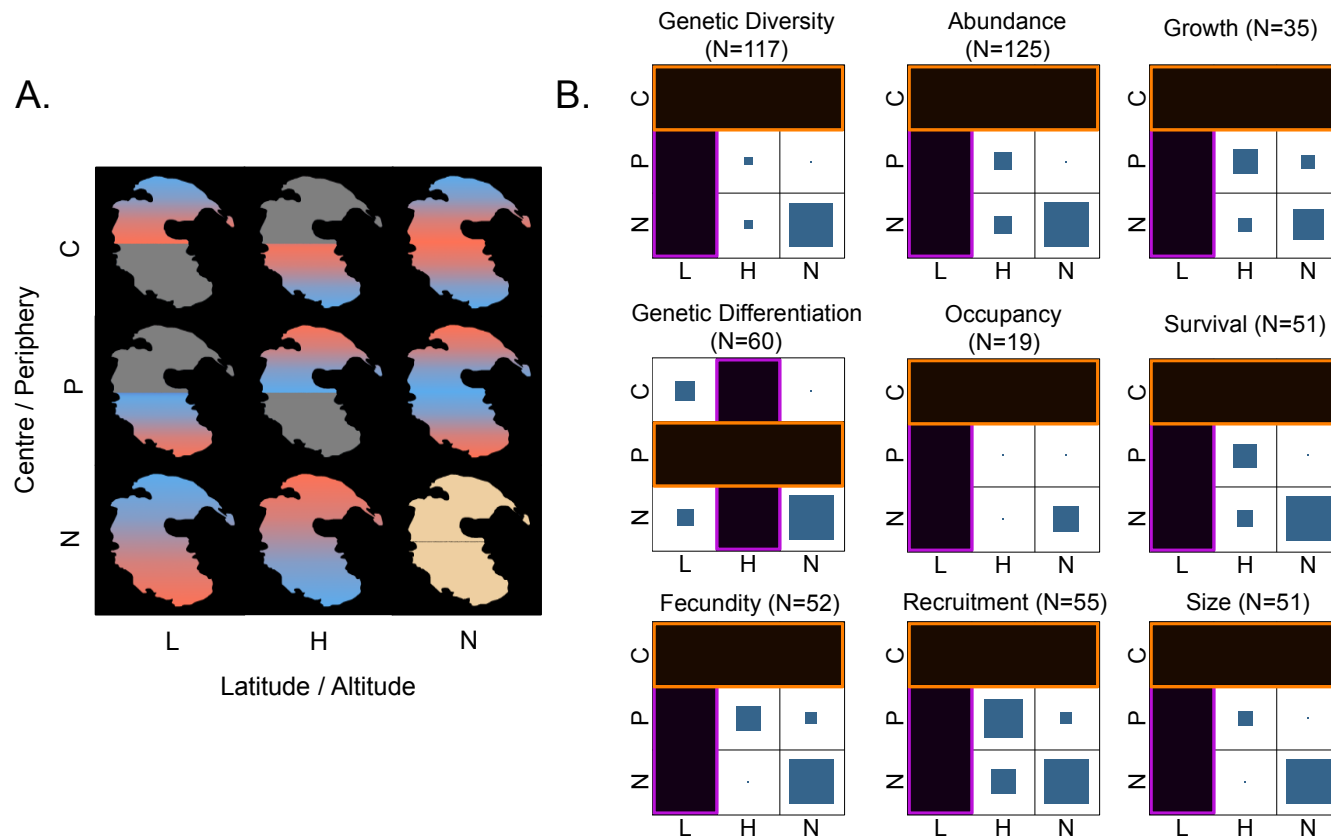 A.
Centre / Periphery
C
P
N
L H N
Latitude / Altitude
B.
Genetic Diversity
(N=117)
C
P
N
L H N
Abundance
(N=125)
C
P
N
L H N
Growth (N=35)
C
P
N
L H N
Genetic Differentiation
(N=60)
C
P
N
L H N
Occupancy
(N=19)
C
P
N
L H N
Survival (N=51)
C
P
N
L H N
Fecundity (N=52)
C
P
N
L H N
Recruitment (N=55)
C
P
N
L H N
Size (N=51)
C
P
N
L H N